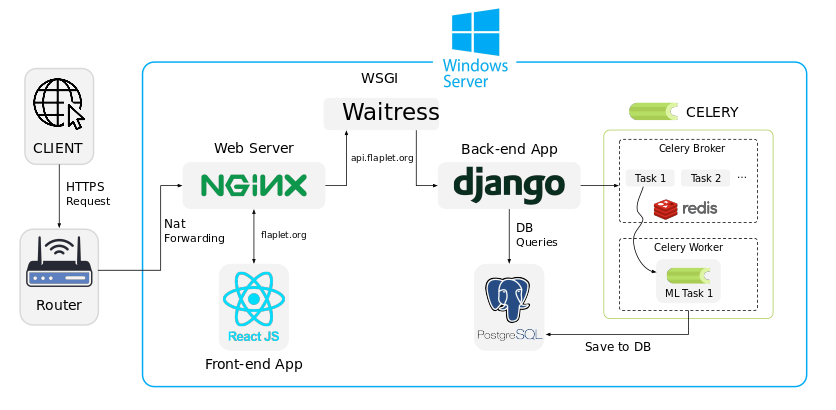 Windows
Server
WSGI
Waitress
CELERY
CLIENT
Web Server
api.flaplet.org
Back-end App
Celery Broker
NGINX
django
Task 1
Task 2
...
redis
HTTPS
Request
Nat
Forwarding
flaplet.org
DB
Queries
Celery Worker
ML Task 1
Router
React JS
PostgreSQL
Save to DB
Front-end App